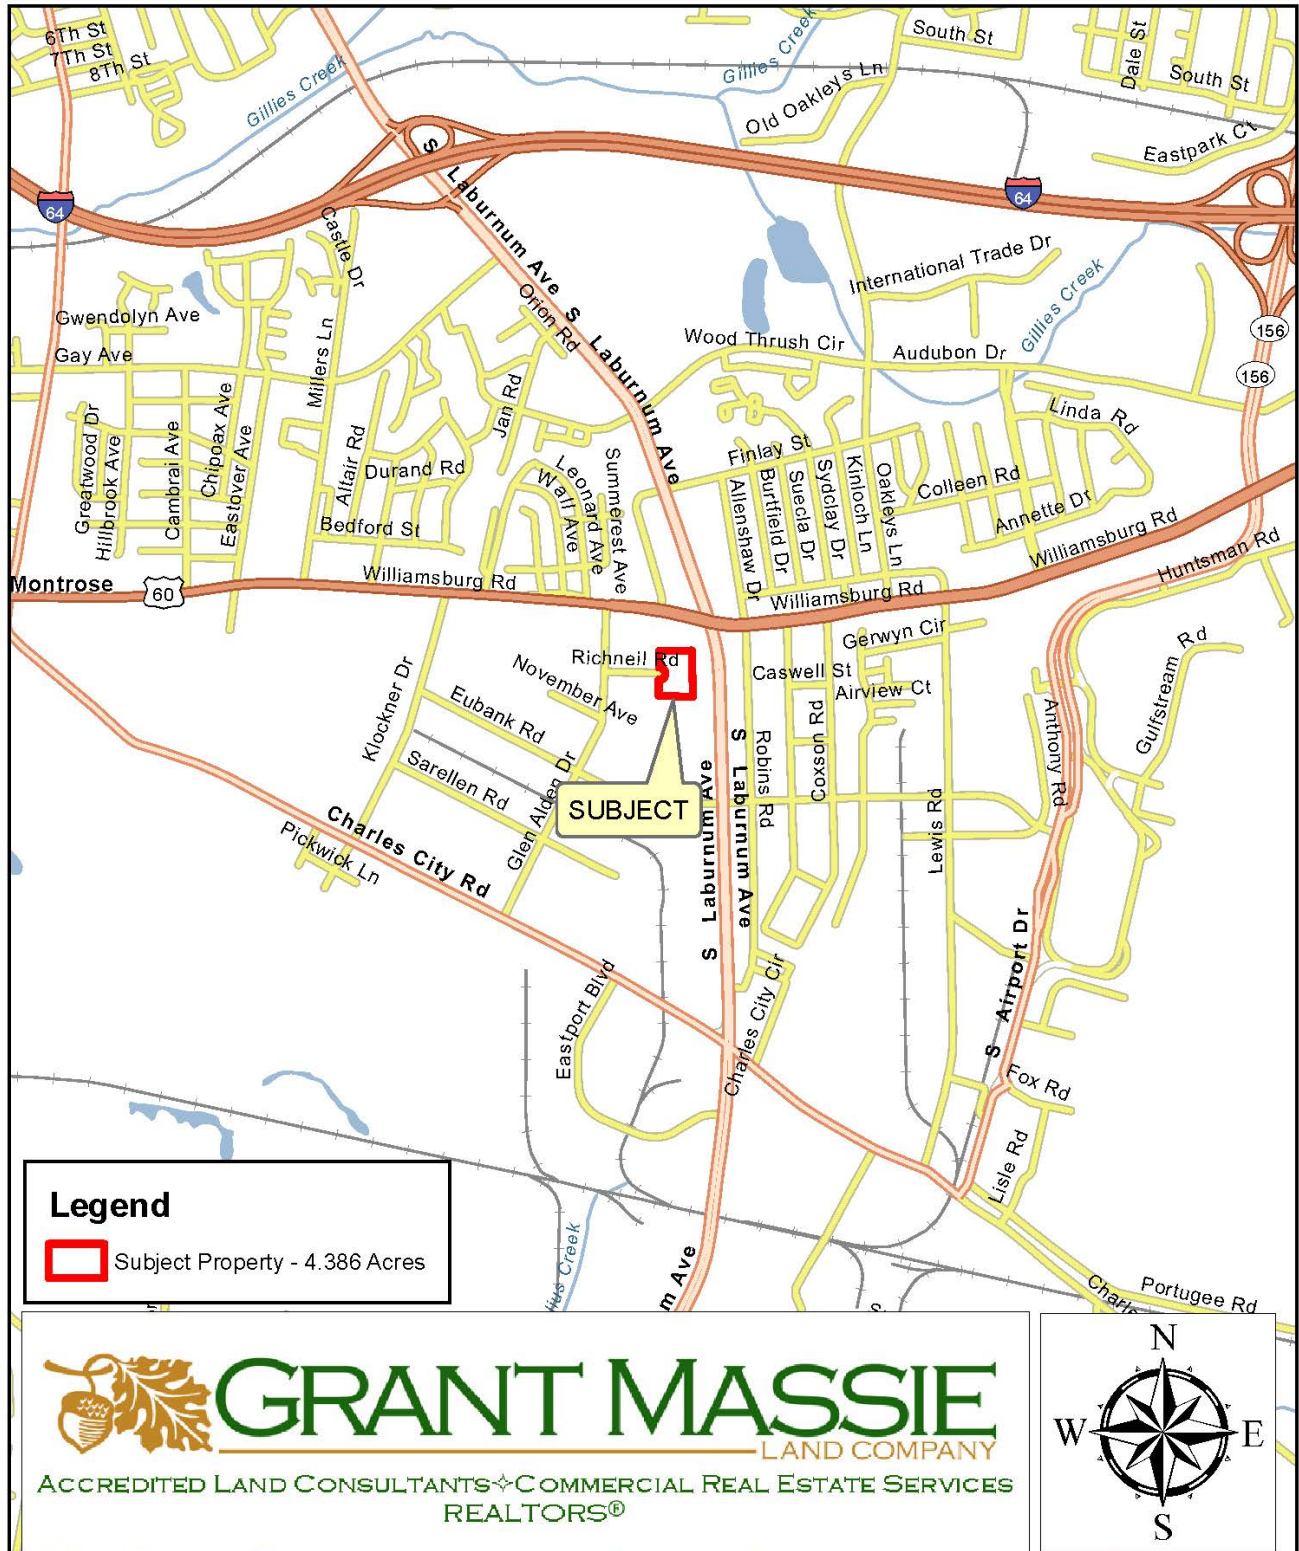 6Th St
7Th St
8Th St
Gillies Creek
Gillies Creek
South St
Dale St
South St
Old Oakleys Ln
Eastpark Ct
64
64
S Laburnum Ave
S Laburnum Ave
Castle Dr
International Trade Dr
Gillies Creek
Orion Rd
Gwendolyn Ave
Gay Ave
Millers Ln
Wood Thrush Cir
Audubon Dr
156
156
Jan Rd
Linda Rd
Greatwood Dr
Hillbrook Ave
Cambrai Ave
Chipoax Ave
Eastover Ave
Altair Rd
Durand Rd
Bedford St
Leonard Ave
Wall Ave
Summerest Ave
Finlay St
Allenshaw Dr
Burtfield Dr
Suecla Dr
Sydclay Dr
Kinloch Ln
Oakleys Ln
Colleen Rd
Annette Dr
Williamsburg Rd
Huntsman Rd
Montrose
60
Williamsburg Rd
Williamsburg Rd
Gerwyn Cir
Richneil Rd
November Ave
Caswell St
Airview Ct
Gulfstream Rd
Klockner Dr
Eubank Rd
Sarellen Rd
Glen Alden Dr
SUBJECT
S Laburnum Ave
S Laburnum Ave
Robins Rd
Coxson Rd
Anthony Rd
Lewis Rd
Charles City Rd
Pickwick Ln
S Airport Dr
Eastport Blvd
Charles City Cir
Fox Rd
Lisle Rd
Legend
Subject Property - 4.386 Acres
lius Creek
m Ave
Charle
Portugee Rd
GRANT MASSIE
LAND COMPANY
ACCREDITED LAND CONSULTANTS✧COMMERCIAL REAL ESTATE SERVICES
REALTORS®
N
W
E
S